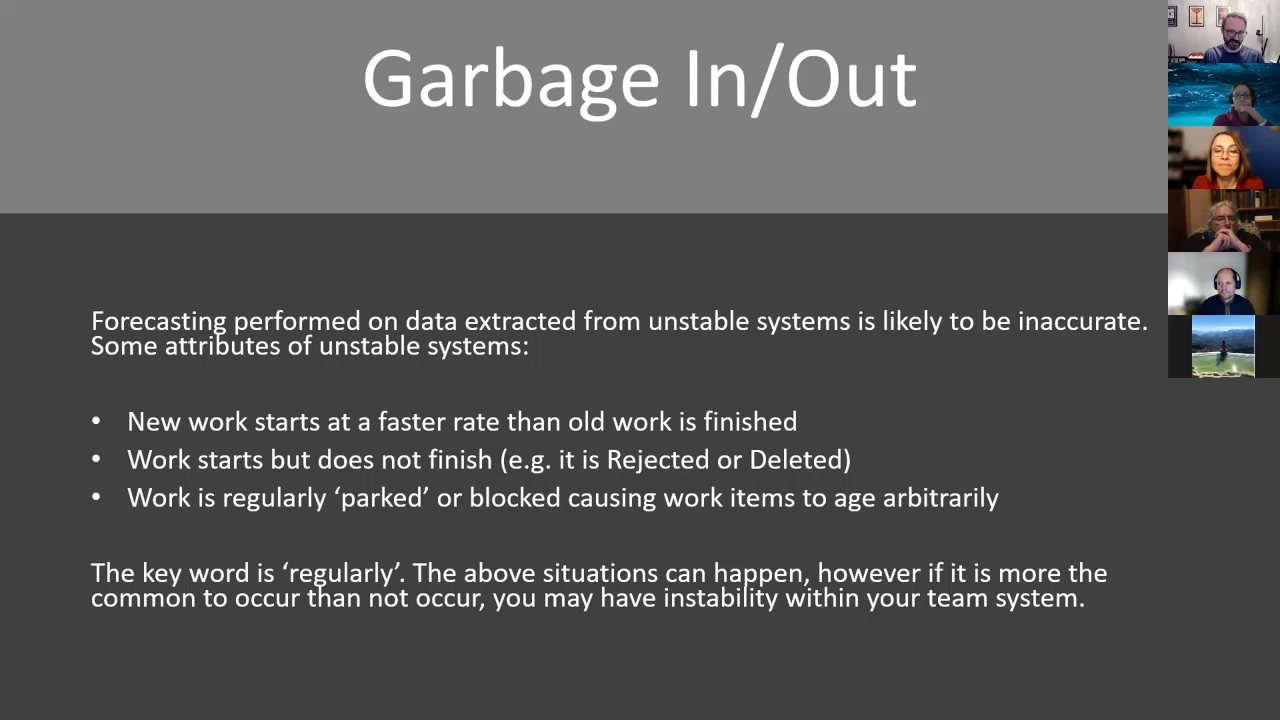 Garbage In/Out
Forecasting performed on data extracted from unstable systems is likely to be inaccurate.
Some attributes of unstable systems:
• New work starts at a faster rate than old work is finished
• Work starts but does not finish (e.g. it is Rejected or Deleted)
• Work is regularly ‘parked’ or blocked causing work items to age arbitrarily
The key word is ‘regularly’. The above situations can happen, however if it is more the
common to occur than not occur, you may have instability within your team system.